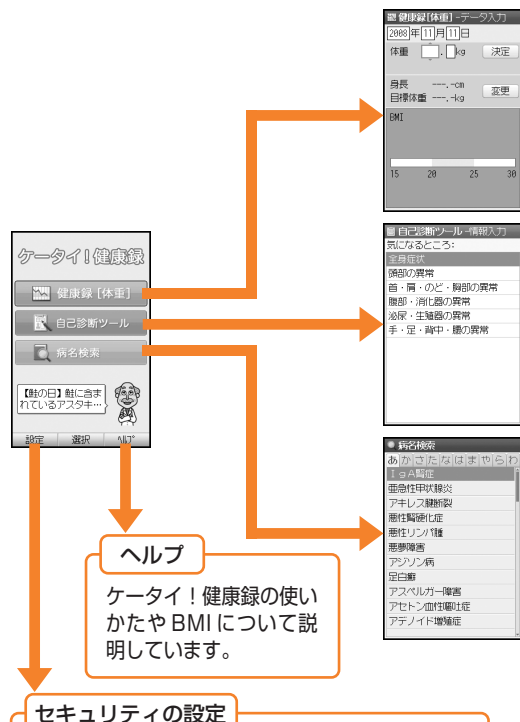 ケータイ!健康録
健康録 [体重]
自己診断ツール
病名検索
【鮭の日】鮭に含ま
れているアスタキ…
設定 選択 ﾍﾙﾌﾟ
健康録[体重]-データ入力
2008年11月11日
体重 . kg 決定
身長 ---.-cm
目標体重 ---.-kg
変更
BMI
15 20 25 30
自己診断ツール-情報入力
気になるところ:
全身症状
頭部の異常
首・肩・のど・胸部の異常
腹部・消化器の異常
泌尿・生殖器の異常
手・足・背中・腰の異常
病名検索
あかさたなはまやらわ
IgA腎症
亜急性甲状腺炎
アキレス腱断裂
悪性腎硬化症
悪性リンパ腫
悪夢障害
アジソン病
足白癬
アスペルガー障害
アセトン血性嘔吐症
アデノイド増殖症
ヘルプ
ケータイ!健康録の使い
かたや BMI について説
明しています。
セキュリティの設定